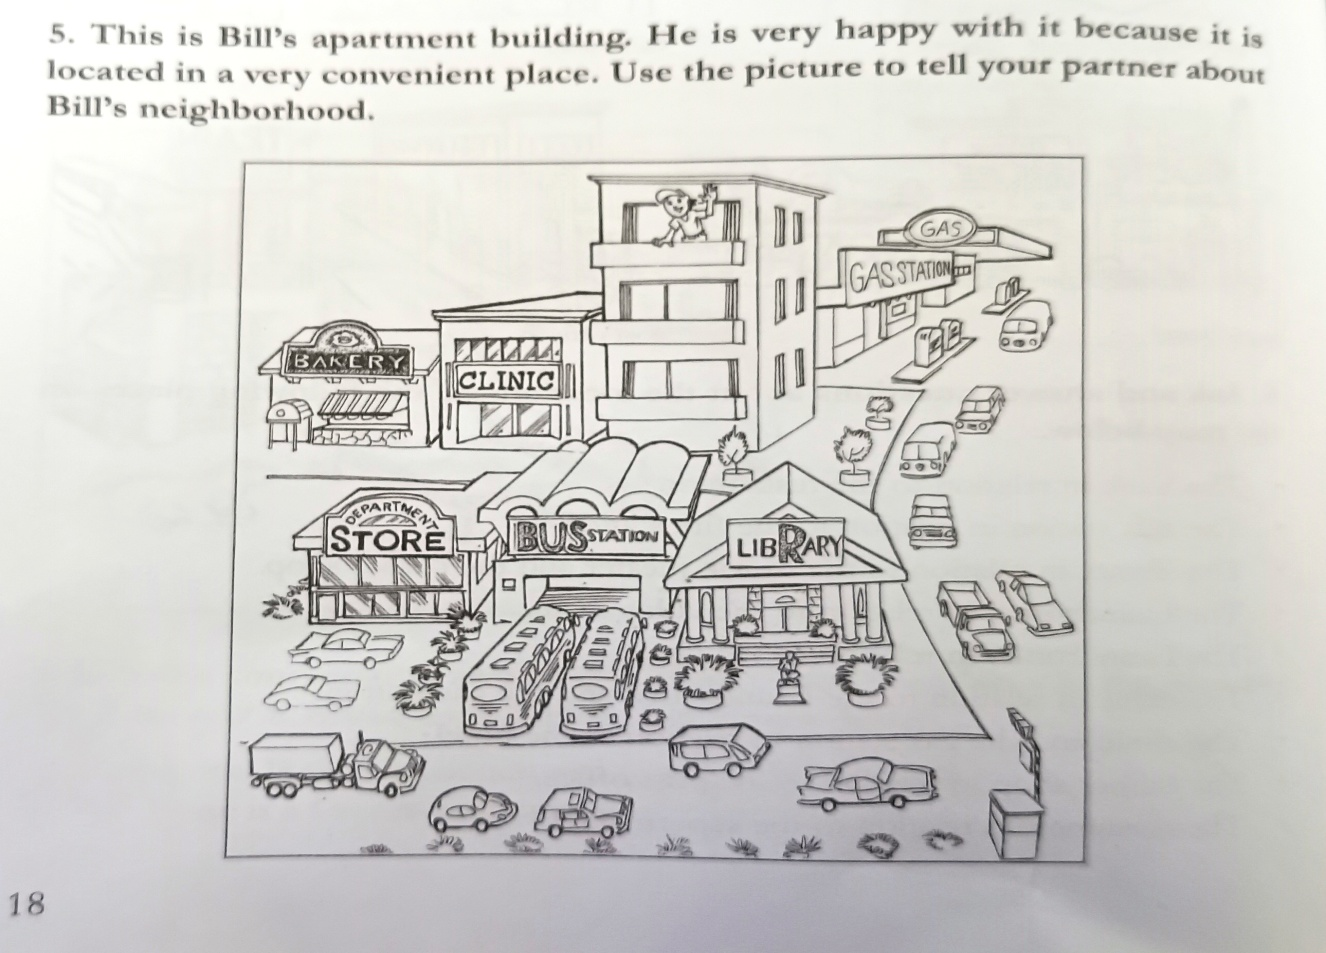 5. This is Bill's apartment building. He is very happy with it because it is
located in a very convenient place. Use the picture to tell your partner about
Bill's neighborhood.
GAS
GAS STATION
BAKERY
CLINIC
DEPARTMENT
STORE
BUS STATION
LIBRARY
18